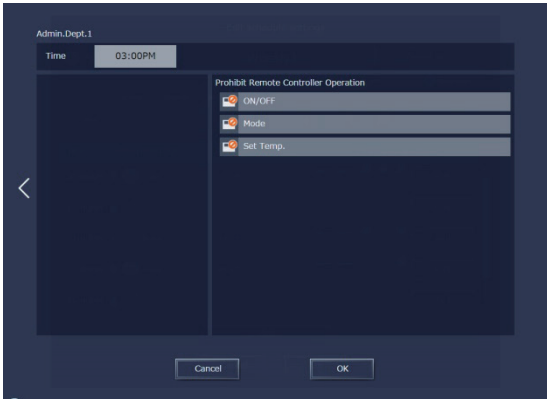 Admin.Dept.1
Time 03:00PM
Prohibit Remote Controller Operation
ON/OFF
Mode
Set Temp.
Cancel OK